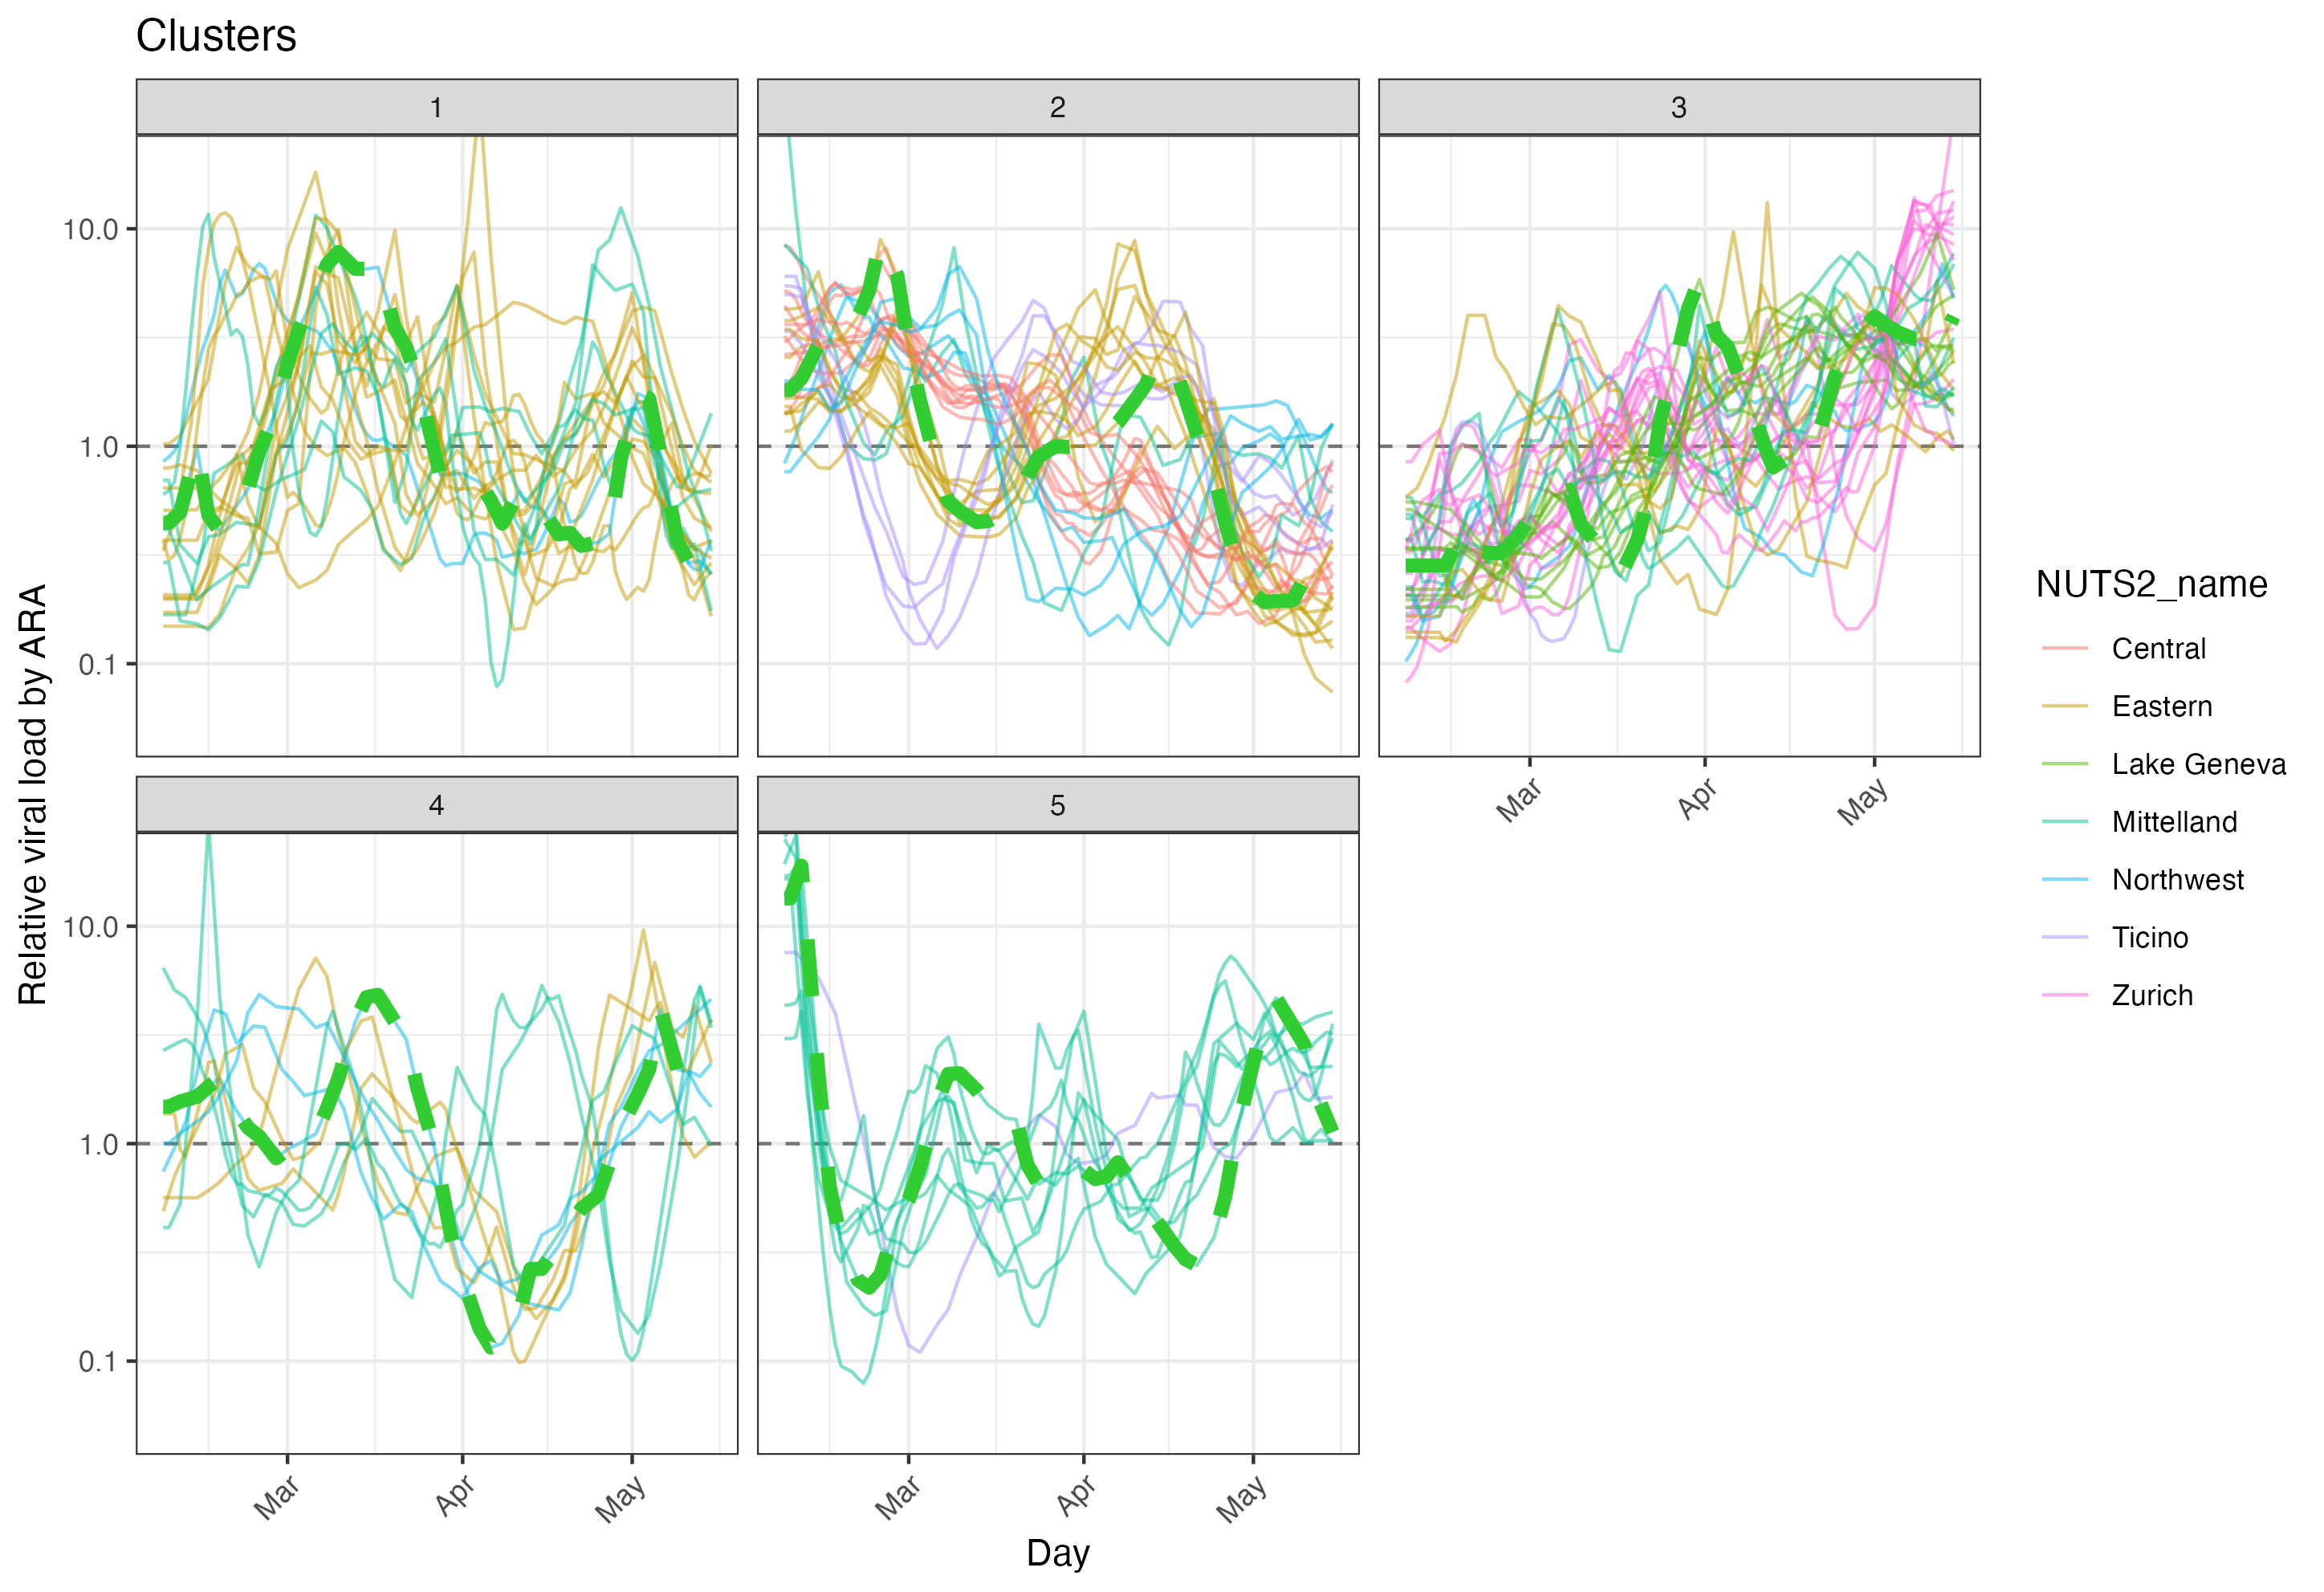 Clusters
1
2
3
10.0
1.0
0.1
Mar
Apr
May
4
5
10.0
1.0
0.1
Mar
Apr
May
Mar
Apr
May
Relative viral load by ARA
Day
NUTS2_name
Central
Eastern
Lake Geneva
Mittelland
Northwest
Ticino
Zurich